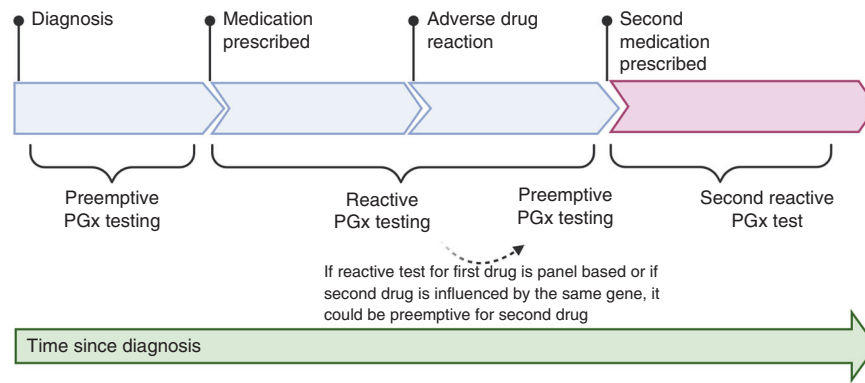 Diagnosis
Medication
prescribed
Adverse drug
reaction
Second
medication
prescribed
Preemptive
PGx testing
Reactive
PGx testing
Preemptive
PGx testing
Second reactive
PGx test
If reactive test for first drug is panel based or if
second drug is influenced by the same gene, it
could be preemptive for second drug
Time since diagnosis